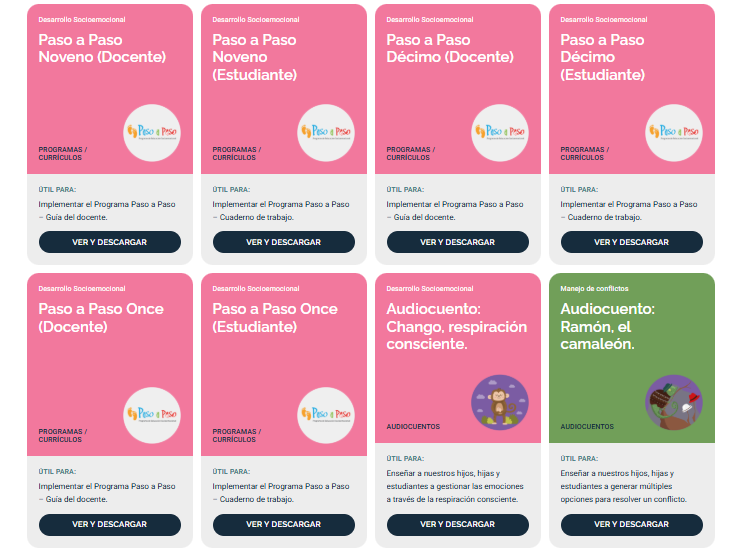 Desarrollo Socioemocional
Paso a Paso
Noveno (Docente)
Paso a Paso
PROGRAMAS /
CURRÍCULOS
ÚTIL PARA:
Implementar el Programa Paso a Paso
– Guía del docente.
VER Y DESCARGAR
Desarrollo Socioemocional
Paso a Paso
Noveno
(Estudiante)
Paso a Paso
PROGRAMAS /
CURRÍCULOS
ÚTIL PARA:
Implementar el Programa Paso a Paso
– Cuaderno de trabajo.
VER Y DESCARGAR
Desarrollo Socioemocional
Paso a Paso
Décimo (Docente)
Paso a Paso
PROGRAMAS /
CURRÍCULOS
ÚTIL PARA:
Implementar el Programa Paso a Paso
– Guía del docente.
VER Y DESCARGAR
Desarrollo Socioemocional
Paso a Paso
Décimo
(Estudiante)
Paso a Paso
PROGRAMAS /
CURRÍCULOS
ÚTIL PARA:
Implementar el Programa Paso a Paso
– Cuaderno de trabajo.
VER Y DESCARGAR
Desarrollo Socioemocional
Paso a Paso Once
(Docente)
Paso a Paso
PROGRAMAS /
CURRÍCULOS
ÚTIL PARA:
Implementar el Programa Paso a Paso
– Guía del docente.
VER Y DESCARGAR
Desarrollo Socioemocional
Paso a Paso Once
(Estudiante)
Paso a Paso
PROGRAMAS /
CURRÍCULOS
ÚTIL PARA:
Implementar el Programa Paso a Paso
– Cuaderno de trabajo.
VER Y DESCARGAR
Desarrollo Socioemocional
Audiocuento:
Chango, respiración
consciente.
AUDIOCUENTOS
ÚTIL PARA:
Enseñar a nuestros hijos, hijas y
estudiantes a gestionar las emociones
a través de la respiración consciente.
VER Y DESCARGAR
Manejo de conflictos
Audiocuento:
Ramón, el
camaleón.
AUDIOCUENTOS
ÚTIL PARA:
Enseñar a nuestros hijos, hijas y
estudiantes a generar múltiples
opciones para resolver un conflicto.
VER Y DESCARGAR